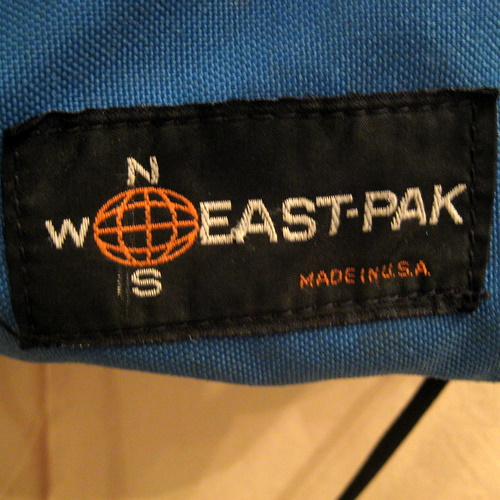 N
W EAST-PAK
S
MADE IN U.S.A.